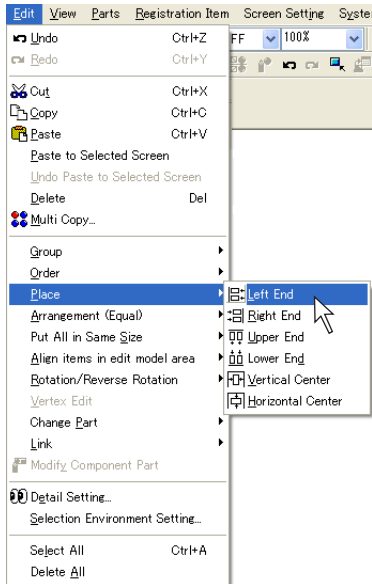 Edit View Parts Registration Item Screen Setting Syste
Undo Ctrl+Z
FF 100%
Redo Ctrl+Y
Cut Ctrl+X
Copy Ctrl+C
Paste Ctrl+V
Paste to Selected Screen
Undo Paste to Selected Screen
Delete Del
Multi Copy...
Group
Order
Place
Left End
Arrangement (Equal)
Right End
Put All in Same Size
Upper End
Align items in edit model area
Lower End
Rotation/Reverse Rotation
Vertical Center
Vertex Edit
Horizontal Center
Change Part
Link
Modify Component Part
Detail Setting...
Selection Environment Setting...
Select All Ctrl+A
Delete All